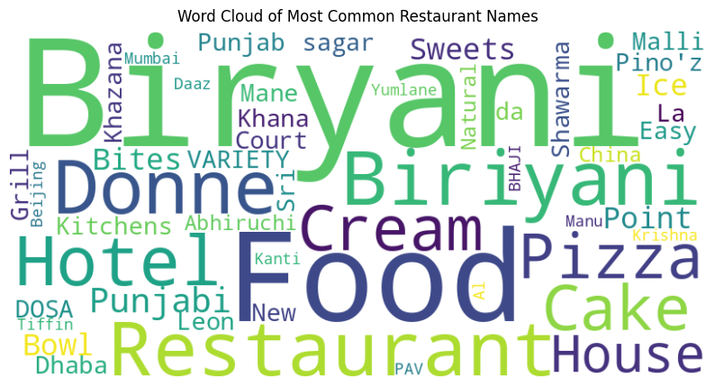 Word Cloud of Most Common Restaurant Names
Biryani
Khazana
Mumbai
Punjab sagar
Daaz
Mane
Khana
Court
Sweets
Yumlane
Natural
da
Shawarma
Malli
Pino'z
Ice
La
Easy
China
Grill
Beijing
Donne
Bites
VARIETY
Sri
Kitchens
Abhiruchi
Biriyani
BHAJI
Cream
Manu
Point
Krishna
Hotel
Kanti
Food
Al
Pizza
Punjabi
New
Cake
DOSA
Tiffin
Leon
Bowl
Dhaba
Restaurant
PAV
House